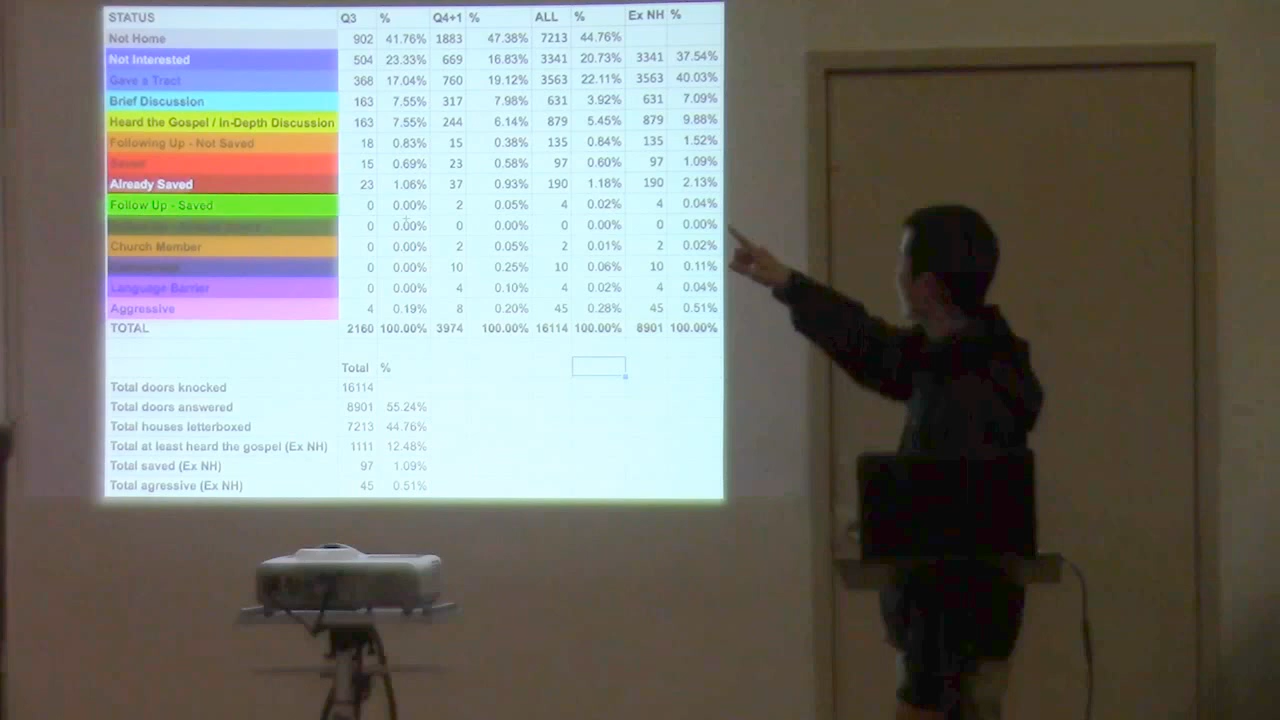 STATUS Q3 % Q4+1 % ALL % Ex NH %
Not Home 902 41.76% 1883 47.38% 7213 44.76%
Not Interested 504 23.33% 669 16.83% 3341 20.73% 3341 37.54%
Gave a Tract 368 17.04% 760 19.12% 3563 22.11% 3563 40.03%
Brief Discussion 163 7.55% 317 7.98% 631 3.92% 631 7.09%
Heard the Gospel / In-Depth Discussion 163 7.55% 244 6.14% 879 5.45% 879 9.88%
Following Up - Not Saved 18 0.83% 15 0.38% 135 0.84% 135 1.52%
Saved 15 0.69% 23 0.58% 97 0.60% 97 1.09%
Already Saved 23 1.06% 37 0.93% 190 1.18% 190 2.13%
Follow Up - Saved 0 0.00% 2 0.05% 4 0.02% 4 0.04%
0 0.00% 0 0.00% 0 0.00% 0 0.00%
Church Member 0 0.00% 2 0.05% 2 0.01% 2 0.02%
0 0.00% 10 0.25% 10 0.06% 10 0.11%
Language Barrier 0 0.00% 4 0.10% 4 0.02% 4 0.04%
Aggressive 4 0.19% 8 0.20% 45 0.28% 45 0.51%
TOTAL 2160 100.00% 3974 100.00% 16114 100.00% 8901 100.00%
Total %
Total doors knocked 16114
Total doors answered 8901 55.24%
Total houses letterboxed 7213 44.76%
Total at least heard the gospel (Ex NH) 1111 12.48%
Total saved (Ex NH) 97 1.09%
Total agressive (Ex NH) 45 0.51%